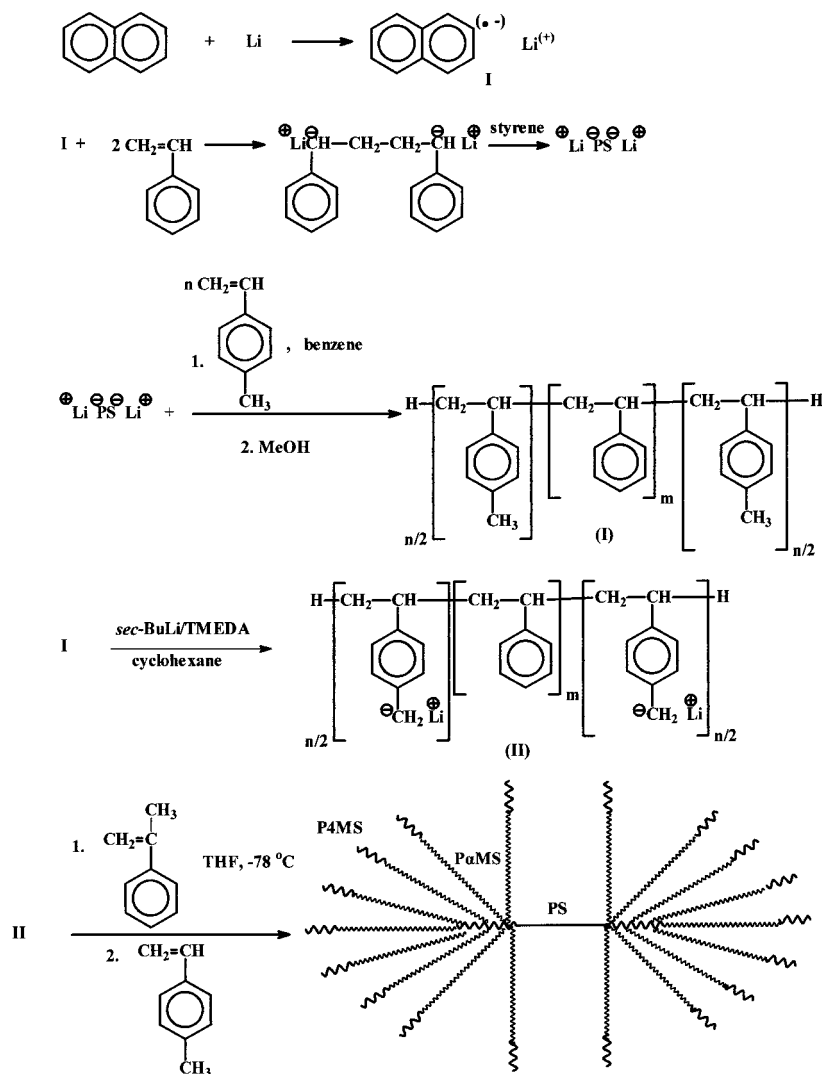 + Li (• -) Li(+)
I
I + 2 CH₂=CH ⊕ Li ⊖ CH—CH₂—CH₂—CH ⊖ Li ⊕ styrene ⊕ Li ⊖ PS ⊖ Li ⊕
n CH₂=CH
1. , benzene
CH₃
⊕ Li ⊖ PS ⊖ Li ⊕ +
2. MeOH
H CH₂—CH CH₂—CH CH₂—CH H
CH₃ m CH₃
n/2 (I) n/2
I sec-BuLi/TMEDA
cyclohexane
H CH₂—CH CH₂—CH CH₂—CH H
⊖ CH₂ Li ⊕ m ⊖ CH₂ Li ⊕
n/2 (II) n/2
CH₃
1. CH₂=C THF, -78 °C
II
2. CH₂=CH
CH₃
P4MS
PαMS
PS